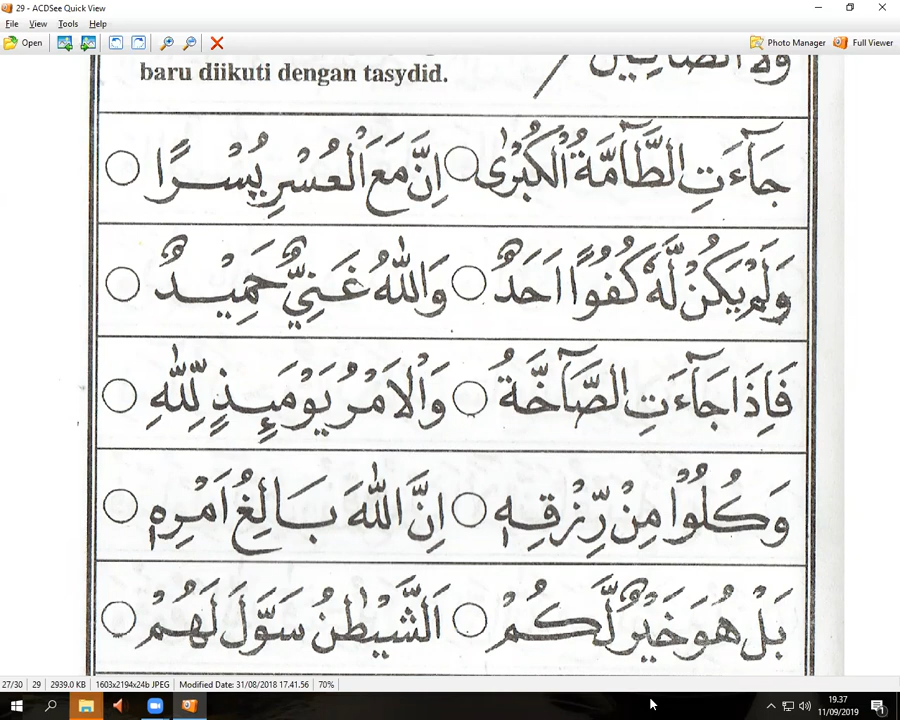 29 - ACDSee Quick View
File View Tools Help
Open Photo Manager Full Viewer
baru diikuti dengan tasydid.
جَآءَتِ الطَّآمَّةُ الْكُبْرٰى ○ اِنَّ مَعَ الْعُسْرِ يُسْرًا ○
وَلَمْ يَكُنْ لَّهٗ كُفُوًا اَحَدٌ ○ وَاللّٰهُ غَنِيٌّ حَمِيْدٌ ○
فَاِذَا جَآءَتِ الصَّآخَّةُ ○ وَالْاَمْرُ يَوْمَىِٕذٍ لِّلّٰهِ ○
وَكُلُوْا مِنْ رِّزْقِهٖ ○ اِنَّ اللّٰهَ بَالِغُ اَمْرِهٖ ○
بَلْ هُوَ خَيْرٌ لَّكُمْ ○ اَلشَّيْطٰنُ سَوَّلَ لَهُمْ ○
27/30 29 2939.0 KB 1603x2194x24b JPEG Modified Date: 31/08/2018 17.41.56 70%
19.37
11/09/2019
1